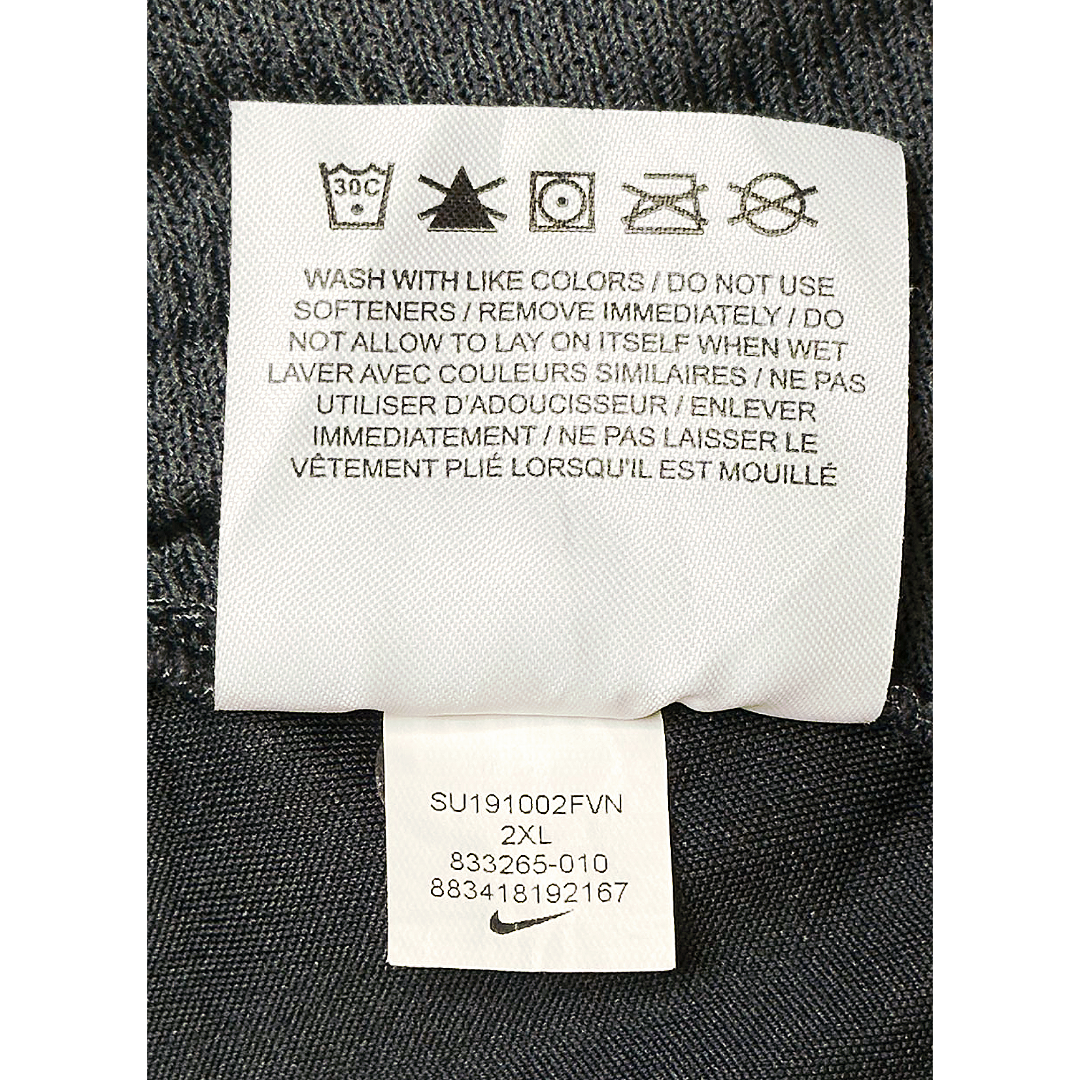 30C
WASH WITH LIKE COLORS / DO NOT USE
SOFTENERS / REMOVE IMMEDIATELY / DO
NOT ALLOW TO LAY ON ITSELF WHEN WET
LAVER AVEC COULEURS SIMILAIRES / NE PAS
UTILISER D'ADOUCISSEUR / ENLEVER
IMMEDIATEMENT / NE PAS LAISSER LE
VÊTEMENT PLIÉ LORSQU'IL EST MOUILLÉ
SU191002FVN
2XL
833265-010
883418192167